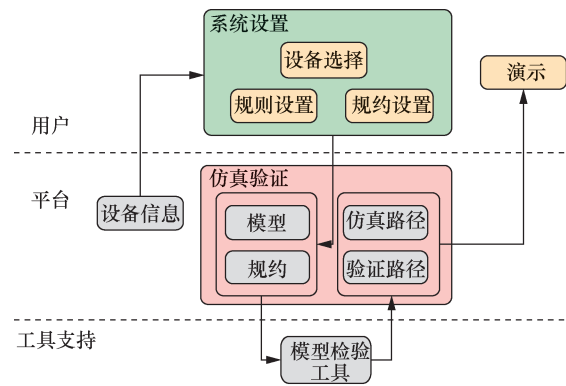 系统设置
设备选择
演示
规则设置
规约设置
用户
仿真验证
平台
设备信息
模型
仿真路径
规约
验证路径
工具支持
模型检验
工具